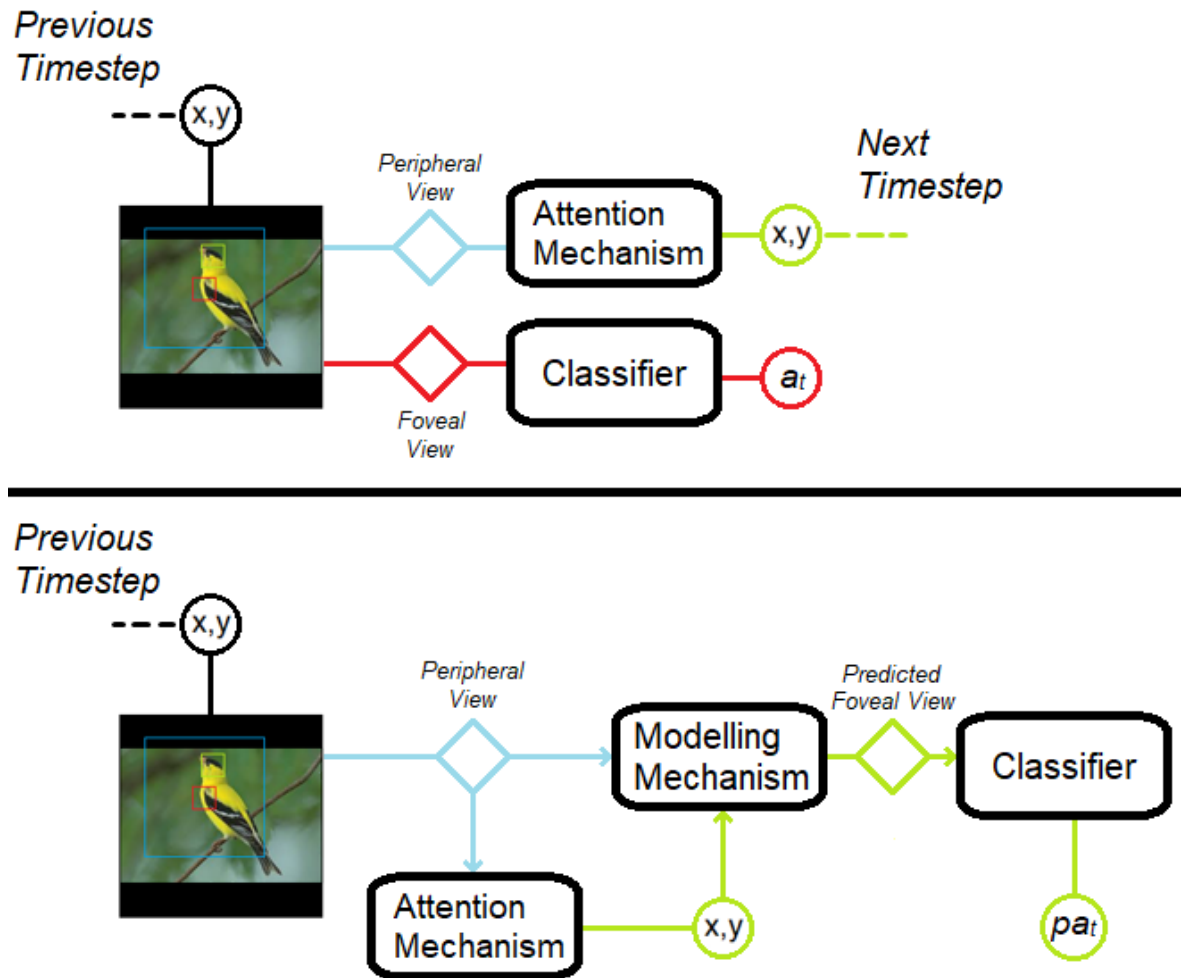 Previous
Timestep
x,y
Peripheral
View
Attention
Mechanism
x,y
Next
Timestep
Foveal
View
Classifier
at
Previous
Timestep
x,y
Peripheral
View
Attention
Mechanism
x,y
Modelling
Mechanism
Predicted
Foveal View
Classifier
pat